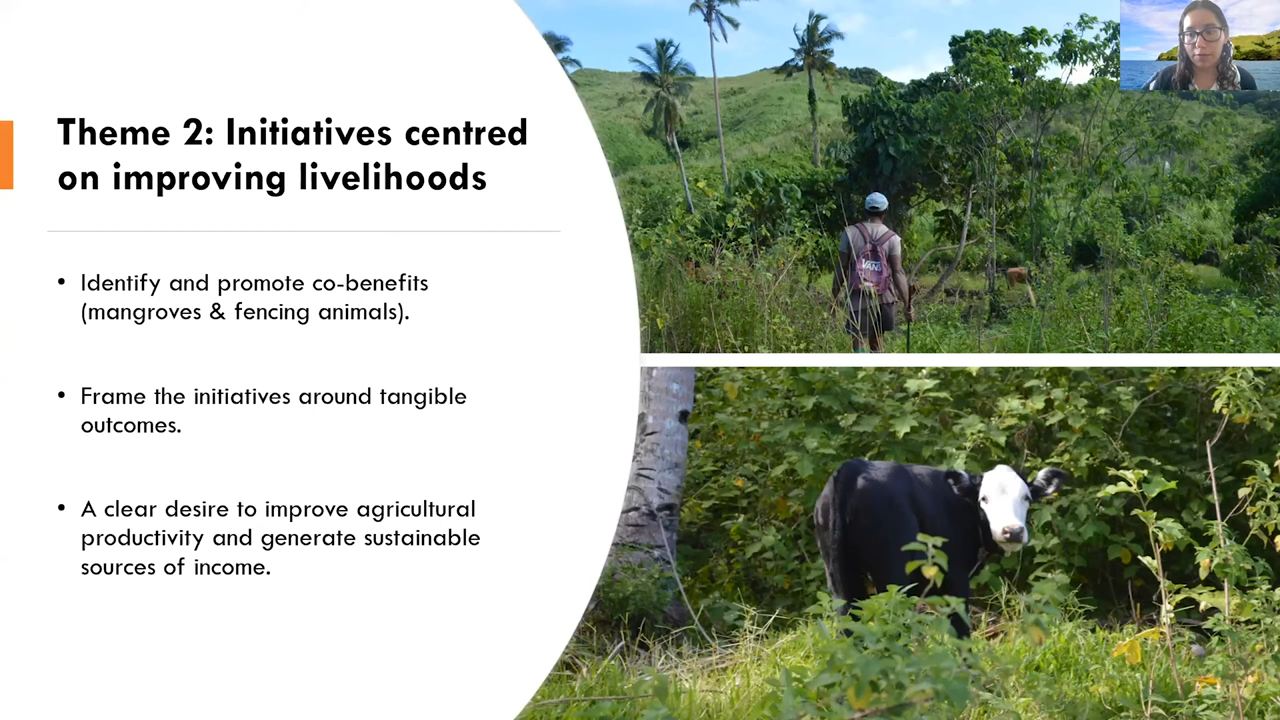 Theme 2: Initiatives centred
on improving livelihoods
• Identify and promote co-benefits
(mangroves & fencing animals).
• Frame the initiatives around tangible
outcomes.
• A clear desire to improve agricultural
productivity and generate sustainable
sources of income.
VANS